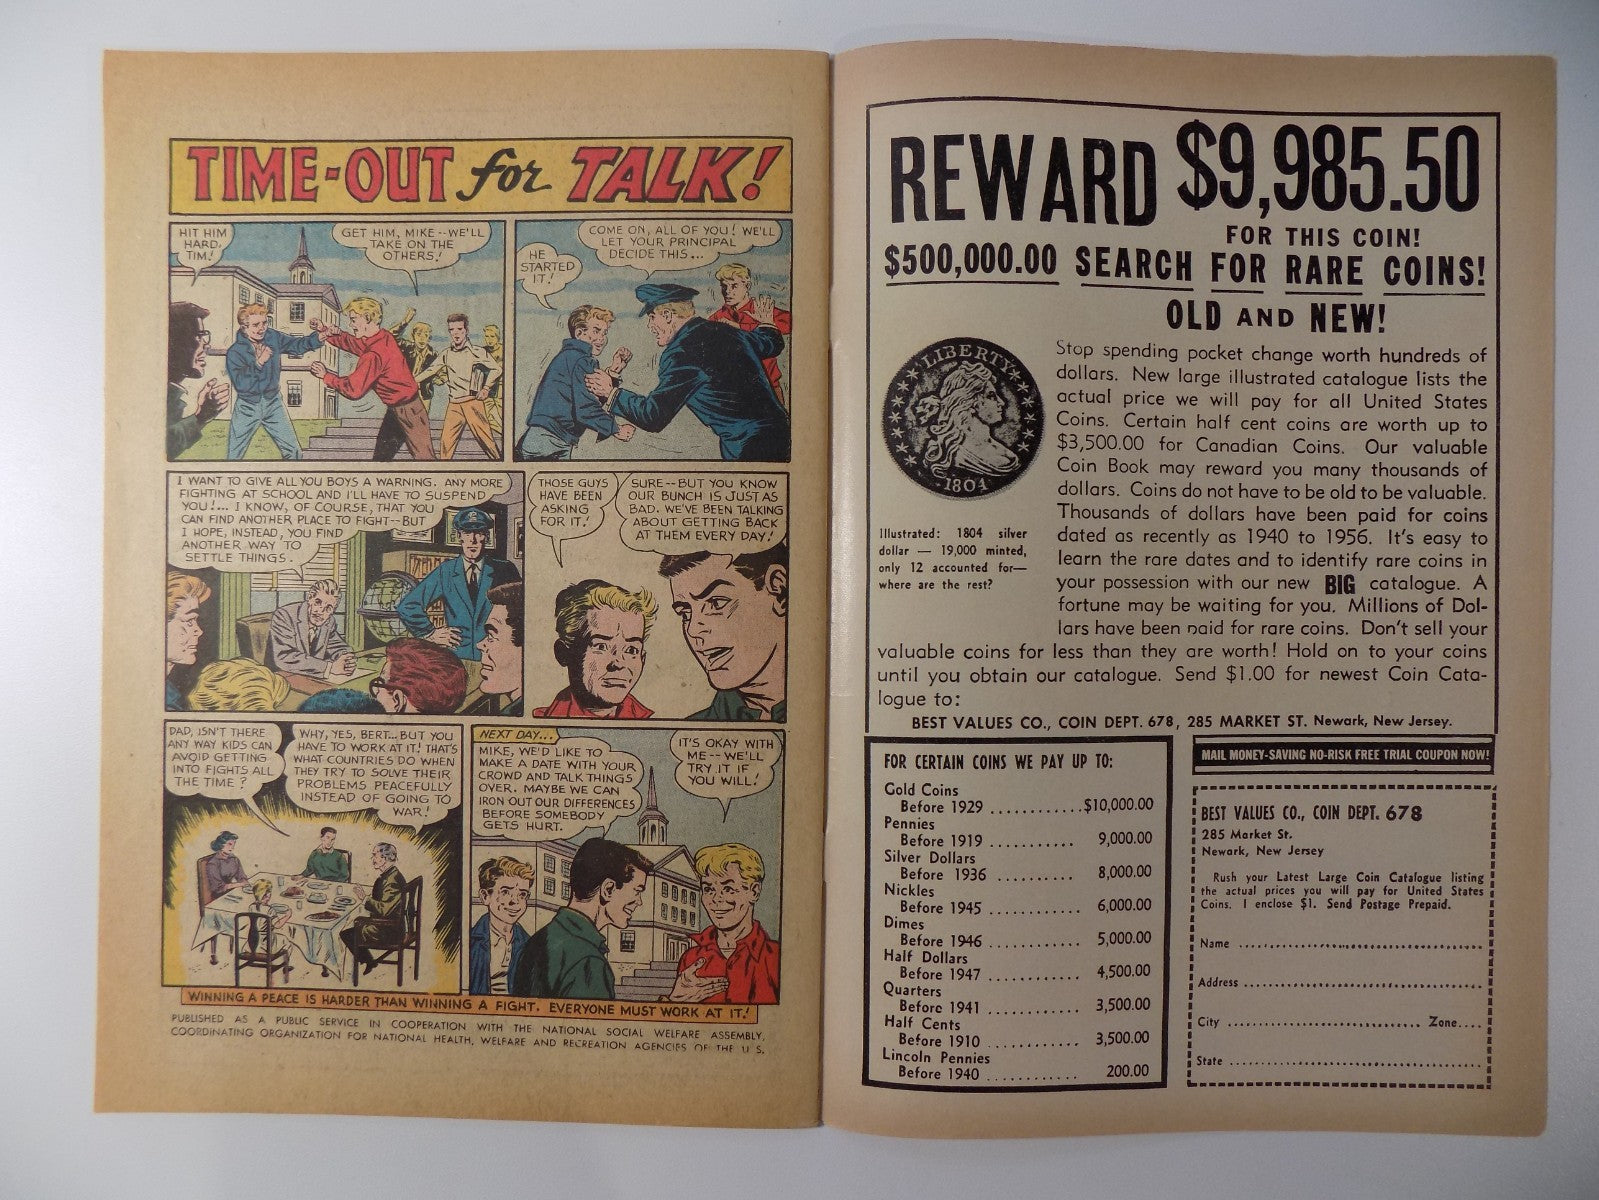 TIME-OUT for TALK!
HIT HIM
HARD,
TIM!
GET HIM, MIKE--WE'LL
TAKE ON THE
OTHERS!
HE
STARTED
IT!
COME ON, ALL OF YOU! WE'LL
LET YOUR PRINCIPAL
DECIDE THIS...
I WANT TO GIVE ALL YOU BOYS A WARNING. ANY MORE
FIGHTING AT SCHOOL AND I'LL HAVE TO SUSPEND
YOU!... I KNOW, OF COURSE, THAT YOU
CAN FIND ANOTHER PLACE TO FIGHT--BUT
I HOPE, INSTEAD, YOU FIND
ANOTHER WAY TO
SETTLE THINGS.
THOSE GUYS
HAVE BEEN
ASKING
FOR IT!
SURE--BUT YOU KNOW
OUR BUNCH IS JUST AS
BAD. WE'VE BEEN TALKING
ABOUT GETTING BACK
AT THEM EVERY DAY!
DAD, ISN'T THERE
ANY WAY KIDS CAN
AVOID GETTING
INTO FIGHTS ALL
THE TIME?
WHY, YES, BERT...BUT YOU
HAVE TO WORK AT IT! THAT'S
WHAT COUNTRIES DO WHEN
THEY TRY TO SOLVE THEIR
PROBLEMS PEACEFULLY
INSTEAD OF GOING TO
WAR!
NEXT DAY...
MIKE, WE'D LIKE TO
MAKE A DATE WITH YOUR
CROWD AND TALK THINGS
OVER. MAYBE WE CAN
IRON OUT OUR DIFFERENCES
BEFORE SOMEBODY
GETS HURT.
IT'S OKAY WITH
ME--WE'LL
TRY IT IF
YOU WILL!
WINNING A PEACE IS HARDER THAN WINNING A FIGHT. EVERYONE MUST WORK AT IT!
PUBLISHED AS A PUBLIC SERVICE IN COOPERATION WITH THE NATIONAL SOCIAL WELFARE ASSEMBLY,
COORDINATING ORGANIZATION FOR NATIONAL HEALTH, WELFARE AND RECREATION AGENCIES OF THE U.S.
REWARD $9,985.50
FOR THIS COIN!
$500,000.00 SEARCH FOR RARE COINS!
OLD AND NEW!
LIBERTY
1804
Illustrated: 1804 silver
dollar — 19,000 minted,
only 12 accounted for—
where are the rest?
Stop spending pocket change worth hundreds of
dollars. New large illustrated catalogue lists the
actual price we will pay for all United States
Coins. Certain half cent coins are worth up to
$3,500.00 for Canadian Coins. Our valuable
Coin Book may reward you many thousands of
dollars. Coins do not have to be old to be valuable.
Thousands of dollars have been paid for coins
dated as recently as 1940 to 1956. It's easy to
learn the rare dates and to identify rare coins in
your possession with our new BIG catalogue. A
fortune may be waiting for you. Millions of Dol-
lars have been paid for rare coins. Don't sell your
valuable coins for less than they are worth! Hold on to your coins
until you obtain our catalogue. Send $1.00 for newest Coin Cata-
logue to:
BEST VALUES CO., COIN DEPT. 678, 285 MARKET ST. Newark, New Jersey.
FOR CERTAIN COINS WE PAY UP TO:
Gold Coins
Before 1929 ............$10,000.00
Pennies
Before 1919 ........... 9,000.00
Silver Dollars
Before 1936 ............ 8,000.00
Nickles
Before 1945 ............ 6,000.00
Dimes
Before 1946 ............ 5,000.00
Half Dollars
Before 1947 ............ 4,500.00
Quarters
Before 1941 ............ 3,500.00
Half Cents
Before 1910 ............ 3,500.00
Lincoln Pennies
Before 1940 ............ 200.00
MAIL MONEY-SAVING NO-RISK FREE TRIAL COUPON NOW!
BEST VALUES CO., COIN DEPT. 678
285 Market St.
Newark, New Jersey
Rush your Latest Large Coin Catalogue listing
the actual prices you will pay for United States
Coins. I enclose $1. Send Postage Prepaid.
Name ........................................
Address ........................................
City ................................ Zone....
State ........................................